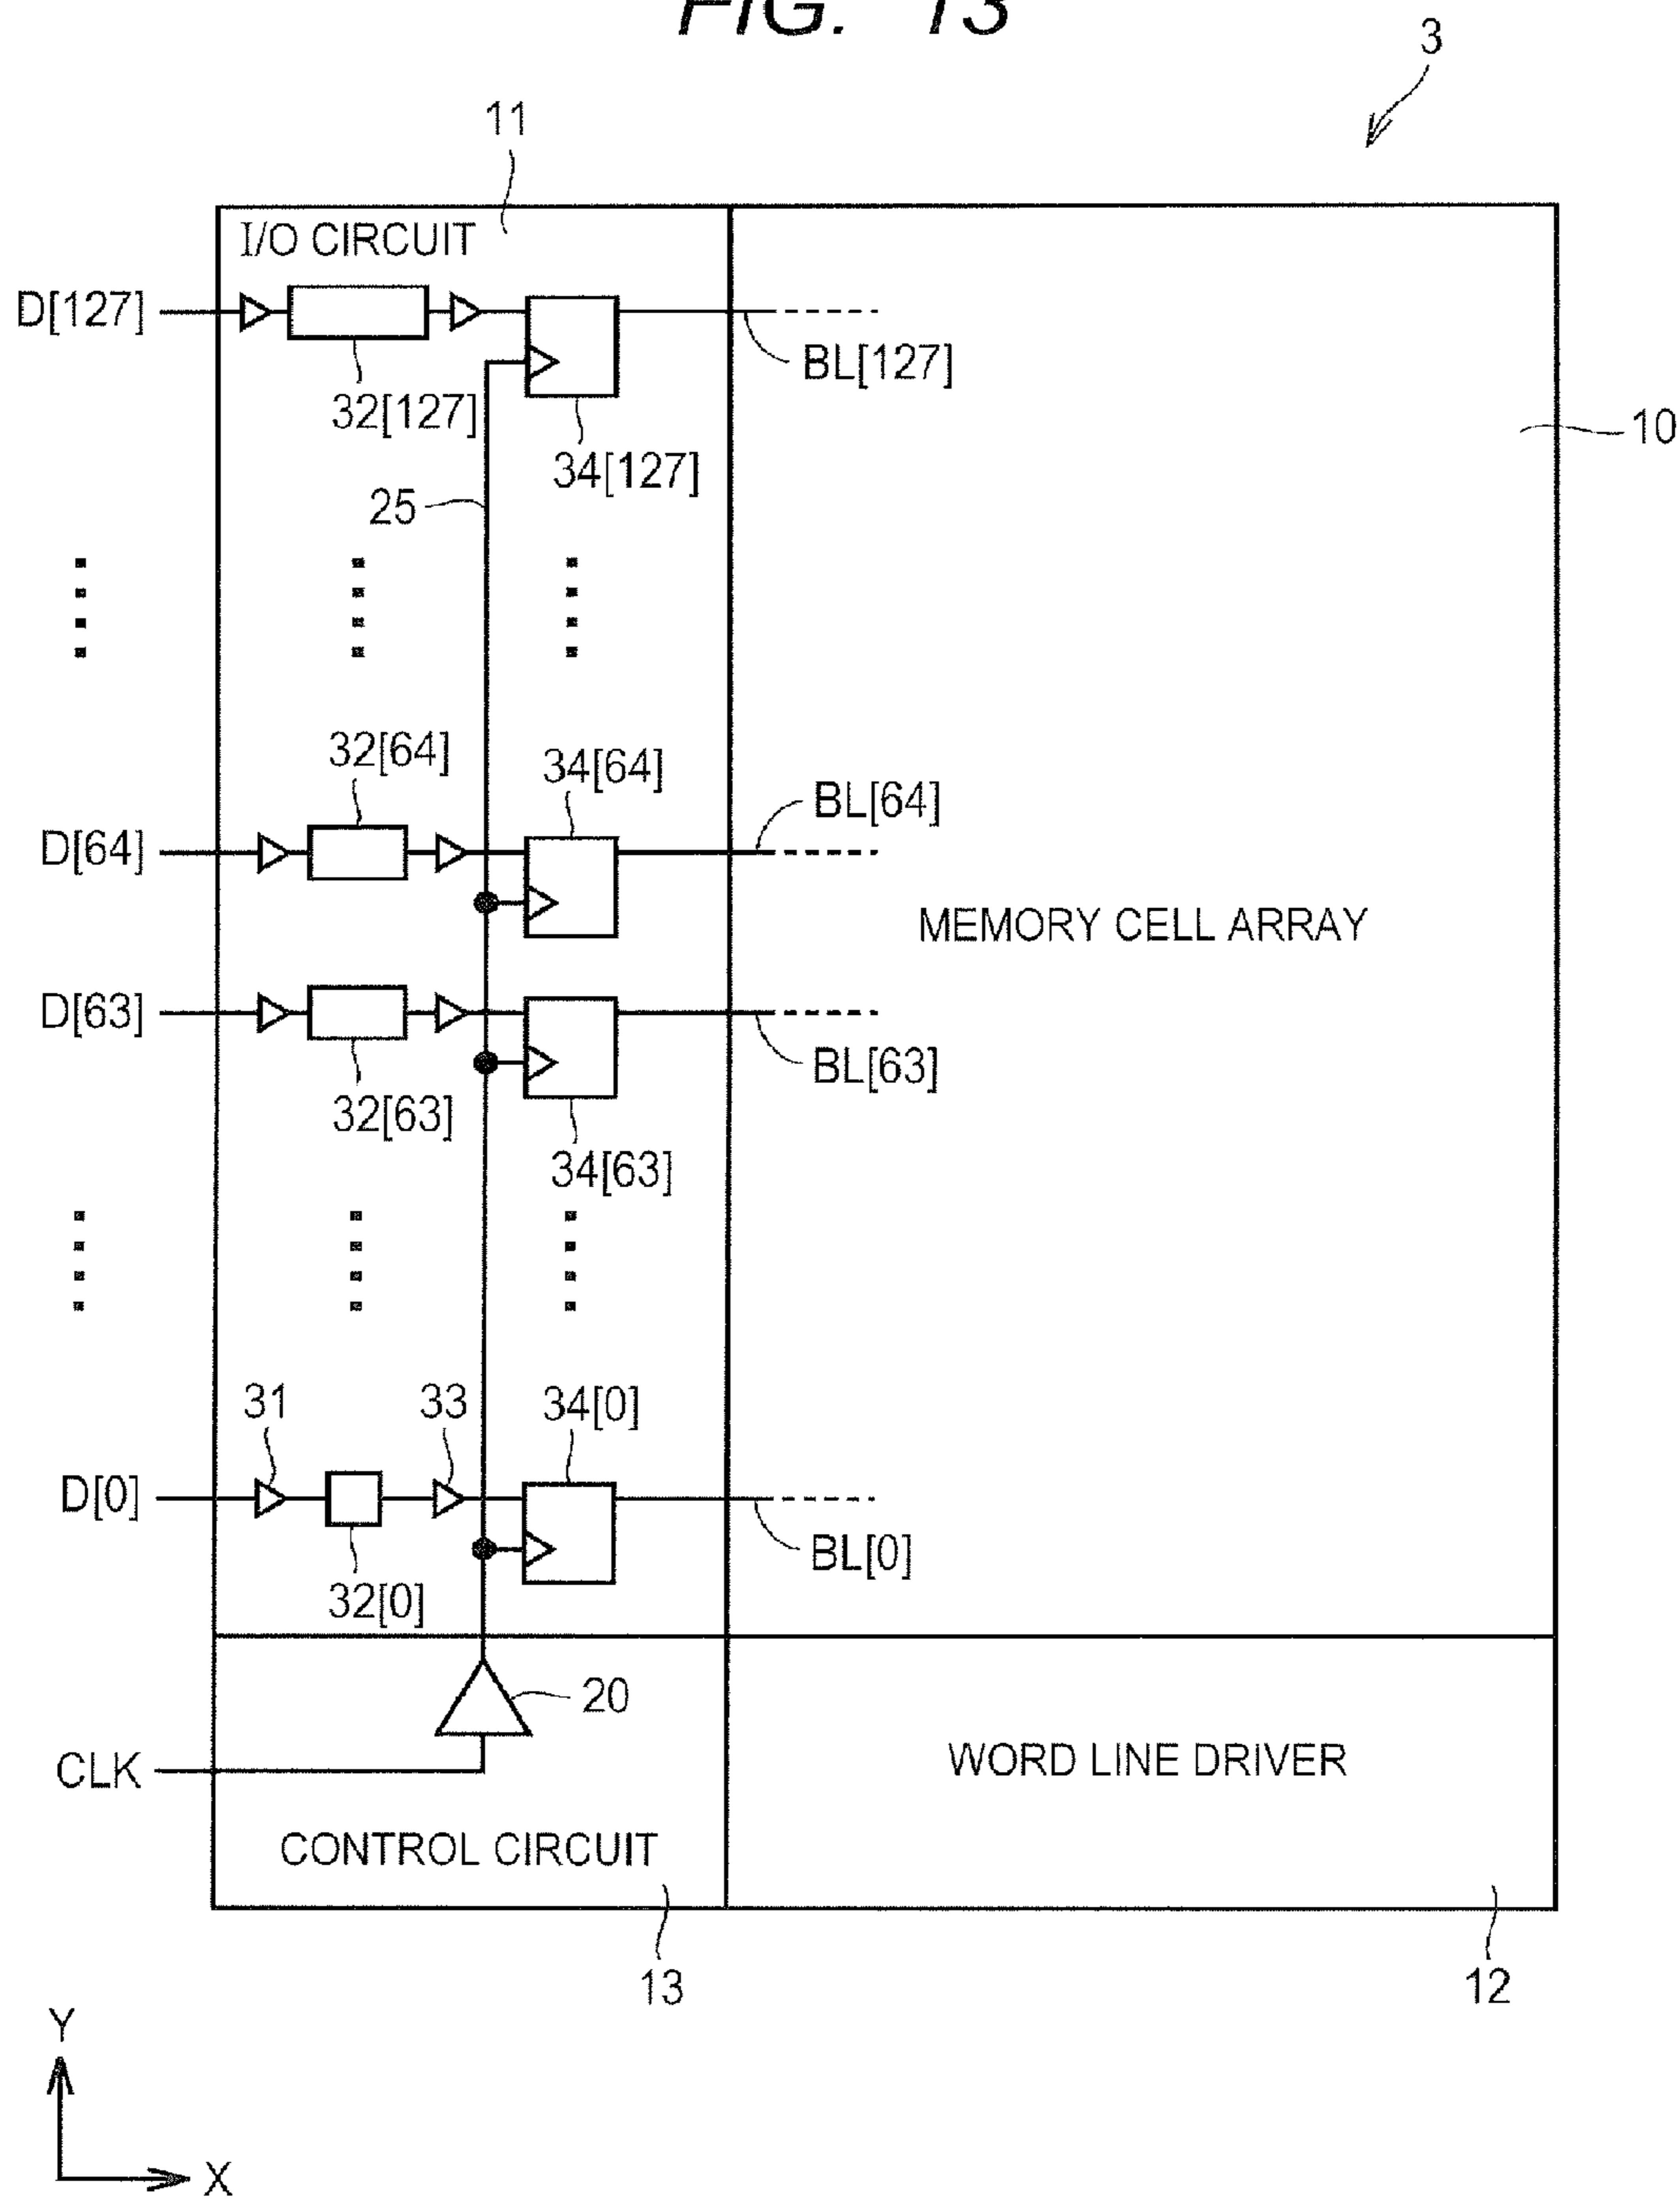 FIG. 13
3
11
I/O CIRCUIT
D[127]
BL[127]
32[127]
10
34[127]
25
32[64]
34[64]
BL[64]
D[64]
MEMORY CELL ARRAY
D[63]
BL[63]
32[63]
34[63]
31
33
34[0]
D[0]
BL[0]
32[0]
20
CLK
WORD LINE DRIVER
CONTROL CIRCUIT
13
12
Y
X